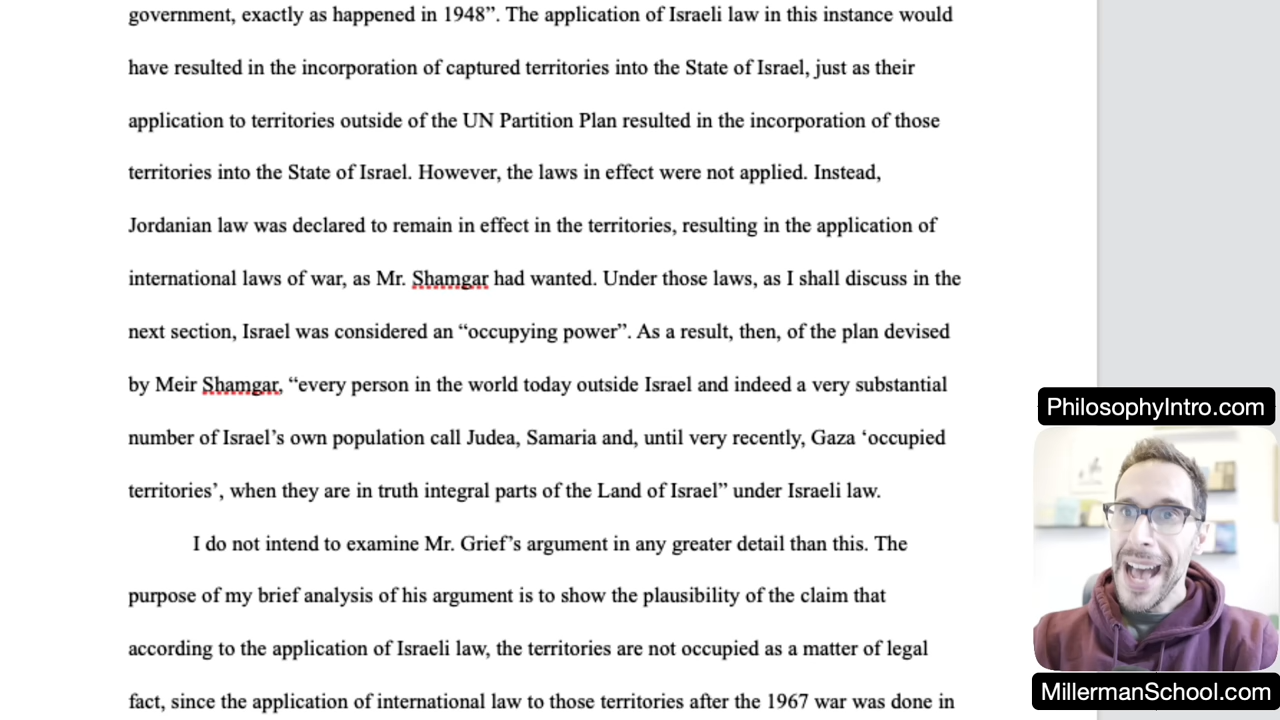 government, exactly as happened in 1948”. The application of Israeli law in this instance would
have resulted in the incorporation of captured territories into the State of Israel, just as their
application to territories outside of the UN Partition Plan resulted in the incorporation of those
territories into the State of Israel. However, the laws in effect were not applied. Instead,
Jordanian law was declared to remain in effect in the territories, resulting in the application of
international laws of war, as Mr. Shamgar had wanted. Under those laws, as I shall discuss in the
next section, Israel was considered an “occupying power”. As a result, then, of the plan devised
by Meir Shamgar, “every person in the world today outside Israel and indeed a very substantial
number of Israel’s own population call Judea, Samaria and, until very recently, Gaza ‘occupied
territories’, when they are in truth integral parts of the Land of Israel” under Israeli law.
I do not intend to examine Mr. Grief’s argument in any greater detail than this. The
purpose of my brief analysis of his argument is to show the plausibility of the claim that
according to the application of Israeli law, the territories are not occupied as a matter of legal
fact, since the application of international law to those territories after the 1967 war was done in
PhilosophyIntro.com
MillermanSchool.com